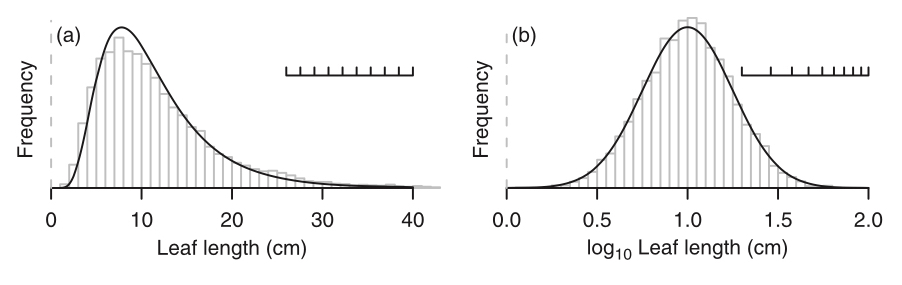 (a)
Frequency
0 10 20 30 40
Leaf length (cm)
(b)
Frequency
0.0 0.5 1.0 1.5 2.0
log10 Leaf length (cm)